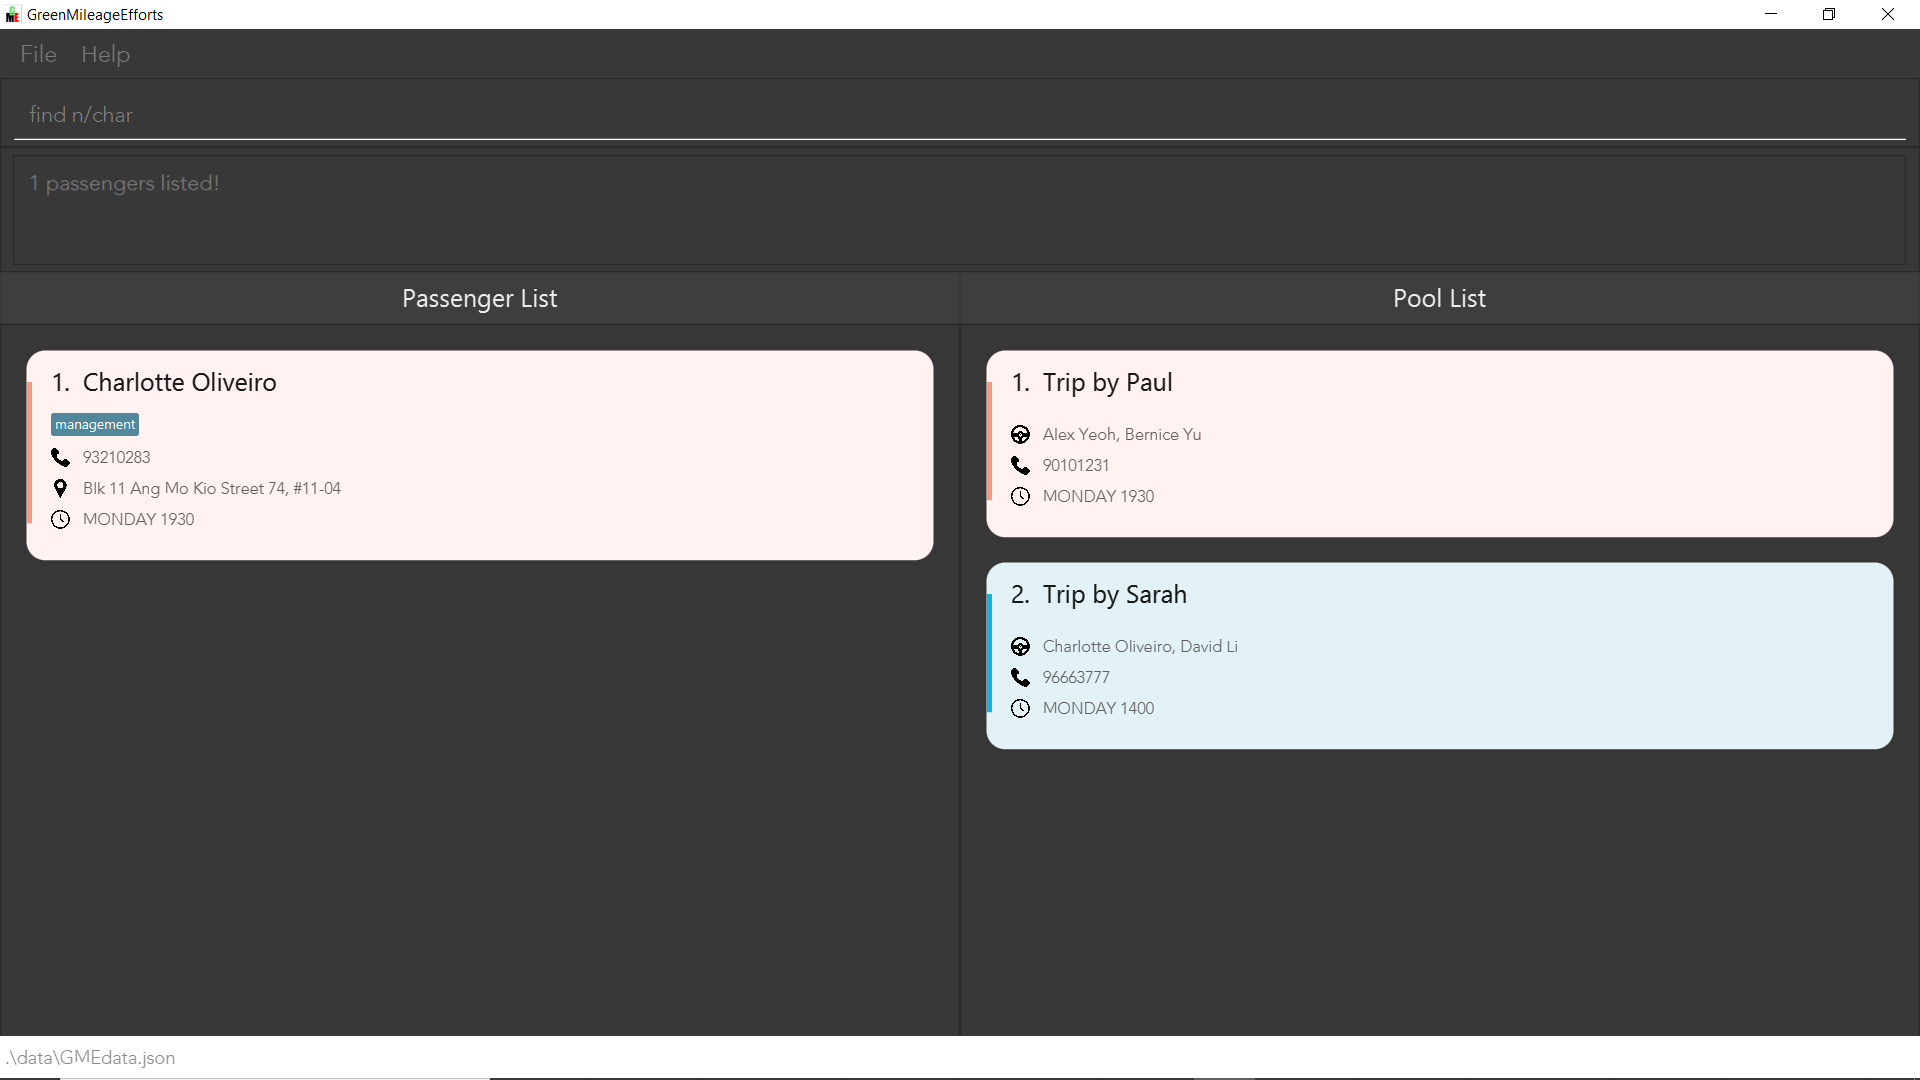 GreenMileageEfforts
File Help
find n/char
1 passengers listed!
Passenger List
1. Charlotte Oliveiro
management
93210283
Blk 11 Ang Mo Kio Street 74, #11-04
MONDAY 1930
Pool List
1. Trip by Paul
Alex Yeoh, Bernice Yu
90101231
MONDAY 1930
2. Trip by Sarah
Charlotte Oliveiro, David Li
96663777
MONDAY 1400
.\data\GMEdata.json